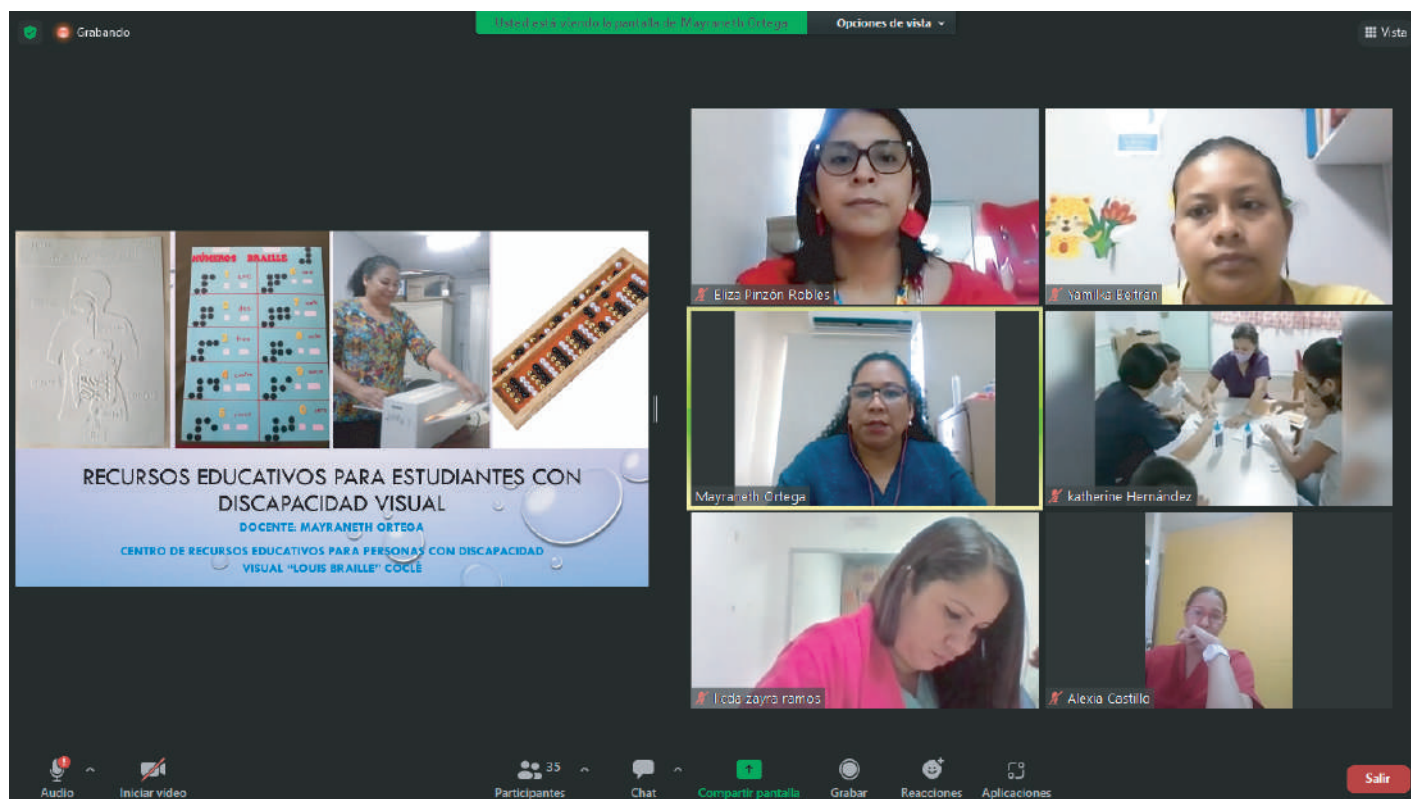 Grabando
Usted está viendo la pantalla de Mayraneth Ortega
Opciones de vista
Vista
NÚMEROS BRAILLE
RECURSOS EDUCATIVOS PARA ESTUDIANTES CON
DISCAPACIDAD VISUAL
DOCENTE: MAYRANETH ORTEGA
CENTRO DE RECURSOS EDUCATIVOS PARA PERSONAS CON DISCAPACIDAD
VISUAL "LOUIS BRAILLE" COCLÉ
Eliza Pinzón Robles
Yamilka Beltran
Mayraneth Ortega
katherine Hernández
licda zayra ramos
Alexia Castillo
Audio
Iniciar video
35
Participantes
Chat
Compartir pantalla
Grabar
Reacciones
Aplicaciones
Salir